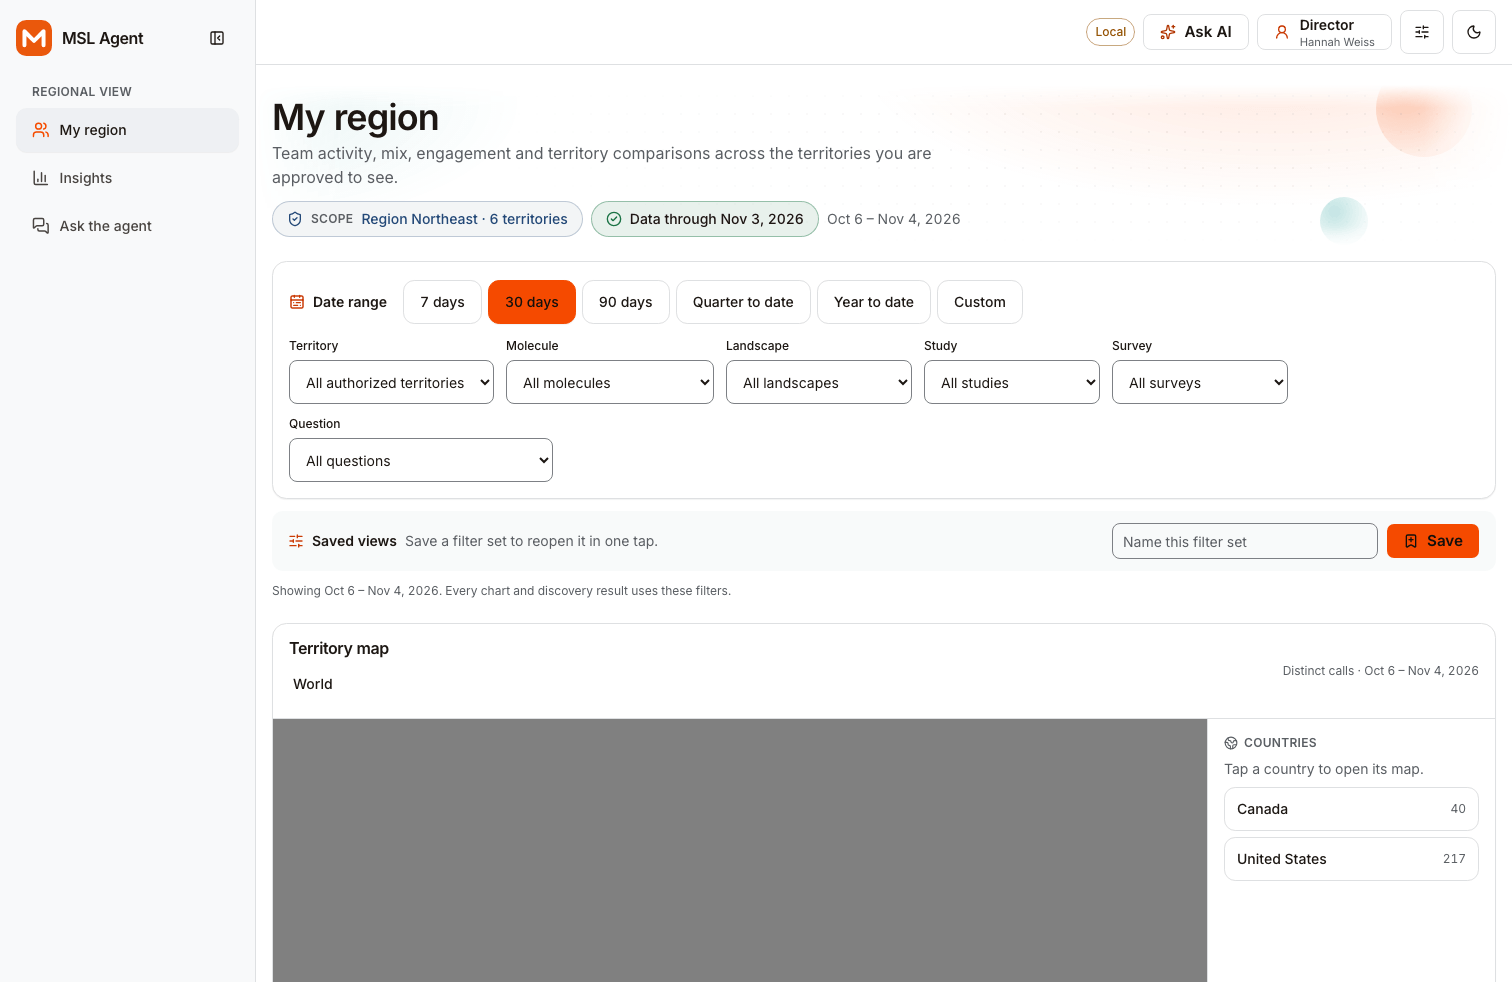 MSL Agent
REGIONAL VIEW
My region
Insights
Ask the agent
Local
Ask AI
Director
Hannah Weiss
My region
Team activity, mix, engagement and territory comparisons across the territories you are
approved to see.
SCOPE Region Northeast · 6 territories
Data through Nov 3, 2026
Oct 6 – Nov 4, 2026
Date range
7 days
30 days
90 days
Quarter to date
Year to date
Custom
Territory
All authorized territories
Molecule
All molecules
Landscape
All landscapes
Study
All studies
Survey
All surveys
Question
All questions
Saved views Save a filter set to reopen it in one tap.
Name this filter set
Save
Showing Oct 6 – Nov 4, 2026. Every chart and discovery result uses these filters.
Territory map
World
Distinct calls · Oct 6 – Nov 4, 2026
COUNTRIES
Tap a country to open its map.
Canada 40
United States 217